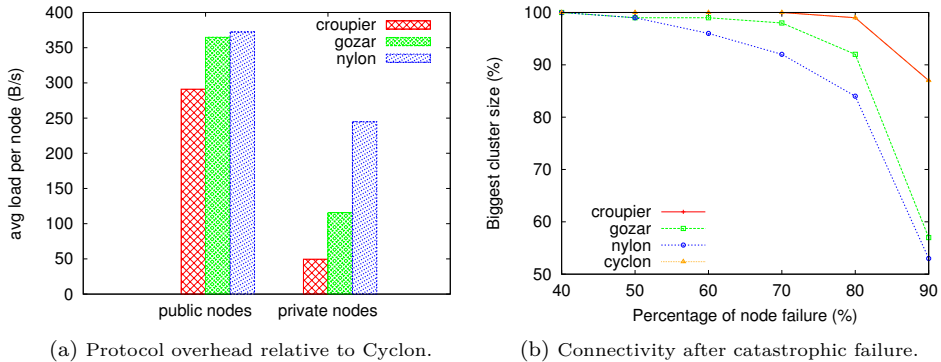 avg load per node (B/s)
400
350
300
250
200
150
100
50
0
croupier
gozar
nylon
public nodes
private nodes
(a) Protocol overhead relative to Cyclon.
Biggest cluster size (%)
100
90
80
70
60
50
croupier
gozar
nylon
cyclon
40
50
60
70
80
90
Percentage of node failure (%)
(b) Connectivity after catastrophic failure.